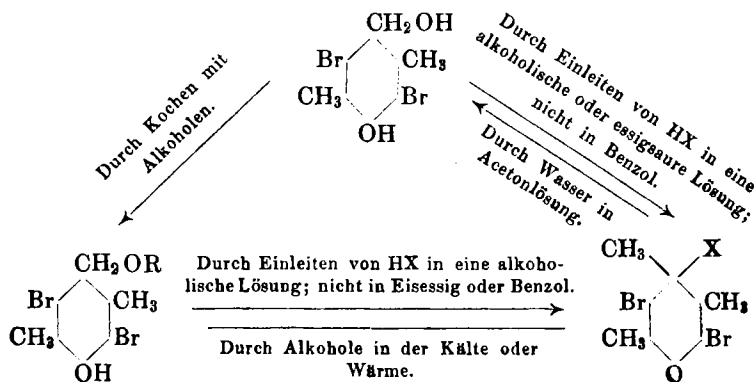 CH₂OH
Br
CH₃
CH₃
Br
OH
Durch Kochen mit
Alkoholen.
Durch Einleiten von HX in eine
alkoholische oder essigsaure Lösung;
nicht in Benzol.
Durch Wasser in
Acetonlösung.
CH₂OR
Br
CH₃
CH₃
Br
OH
Durch Einleiten von HX in eine alkoho-
lische Lösung; nicht in Eisessig oder Benzol.
Durch Alkohole in der Kälte oder
Wärme.
CH₃
X
Br
CH₃
CH₃
Br
O